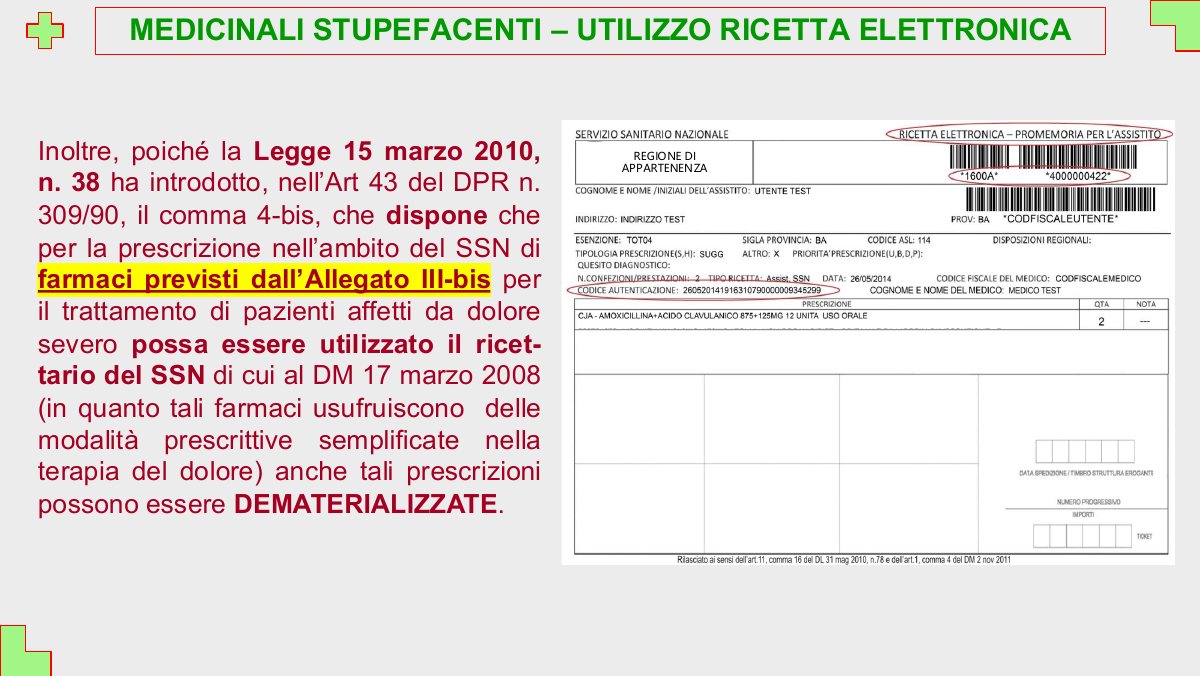 MEDICINALI STUPEFACENTI – UTILIZZO RICETTA ELETTRONICA
Inoltre, poiché la Legge 15 marzo 2010,
n. 38 ha introdotto, nell’Art 43 del DPR n.
309/90, il comma 4-bis, che dispone che
per la prescrizione nell’ambito del SSN di
farmaci previsti dall’Allegato III-bis per
il trattamento di pazienti affetti da dolore
severo possa essere utilizzato il ricet-
tario del SSN di cui al DM 17 marzo 2008
(in quanto tali farmaci usufruiscono delle
modalità prescrittive semplificate nella
terapia del dolore) anche tali prescrizioni
possono essere DEMATERIALIZZATE.
SERVIZIO SANITARIO NAZIONALE RICETTA ELETTRONICA – PROMEMORIA PER L’ASSISTITO
REGIONE DI
APPARTENENZA
*1600A* *4000000422*
COGNOME E NOME /INIZIALI DELL’ASSISTITO: UTENTE TEST
INDIRIZZO: INDIRIZZO TEST PROV: BA *CODFISCALEUTENTE*
ESENZIONE: TOT04 SIGLA PROVINCIA: BA CODICE ASL: 114 DISPOSIZIONI REGIONALI:
TIPOLOGIA PRESCRIZIONE(S,H): SUGG ALTRO: X PRIORITA’PRESCRIZIONE(U,B,D,P):
QUESITO DIAGNOSTICO:
N.CONFEZIONI/PRESTAZIONI: 2 TIPO RICETTA: Assist. SSN DATA: 26/05/2014 CODICE FISCALE DEL MEDICO: CODFISCALEMEDICO
CODICE AUTENTICAZIONE: 260520141916310790000009345299 COGNOME E NOME DEL MEDICO: MEDICO TEST
PRESCRIZIONE QTA NOTA
CJA - AMOXICILLINA+ACIDO CLAVULANICO 875+125MG 12 UNITA USO ORALE 2 ---
DATA SPEDIZIONE / TIMBRO STRUTTURA EROGANTE
NUMERO PROGRESSIVO
IMPORTI
TICKET
Rilasciato ai sensi dell’art.11, comma 16 del DL 31 mag 2010, n.78 e dell’art.1, comma 4 del DM 2 nov 2011